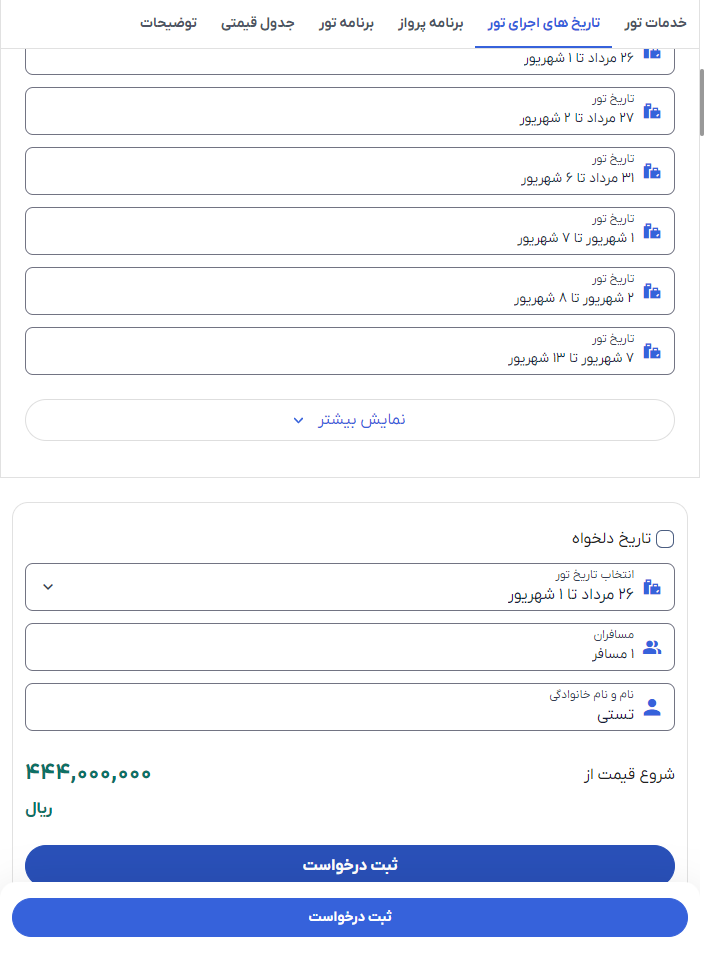 خدمات تور
تاریخ های اجرای تور
برنامه پرواز
برنامه تور
جدول قیمتی
توضیحات
۲۶ مرداد تا ۱ شهریور
تاریخ تور
۲۷ مرداد تا ۲ شهریور
تاریخ تور
۳۱ مرداد تا ۶ شهریور
تاریخ تور
۱ شهریور تا ۷ شهریور
تاریخ تور
۲ شهریور تا ۸ شهریور
تاریخ تور
۷ شهریور تا ۱۳ شهریور
نمایش بیشتر
تاریخ دلخواه
انتخاب تاریخ تور
۲۶ مرداد تا ۱ شهریور
مسافران
۱ مسافر
نام و نام خانوادگی
تستی
شروع قیمت از
۴۴۴,۰۰۰,۰۰۰
ریال
ثبت درخواست
ثبت درخواست